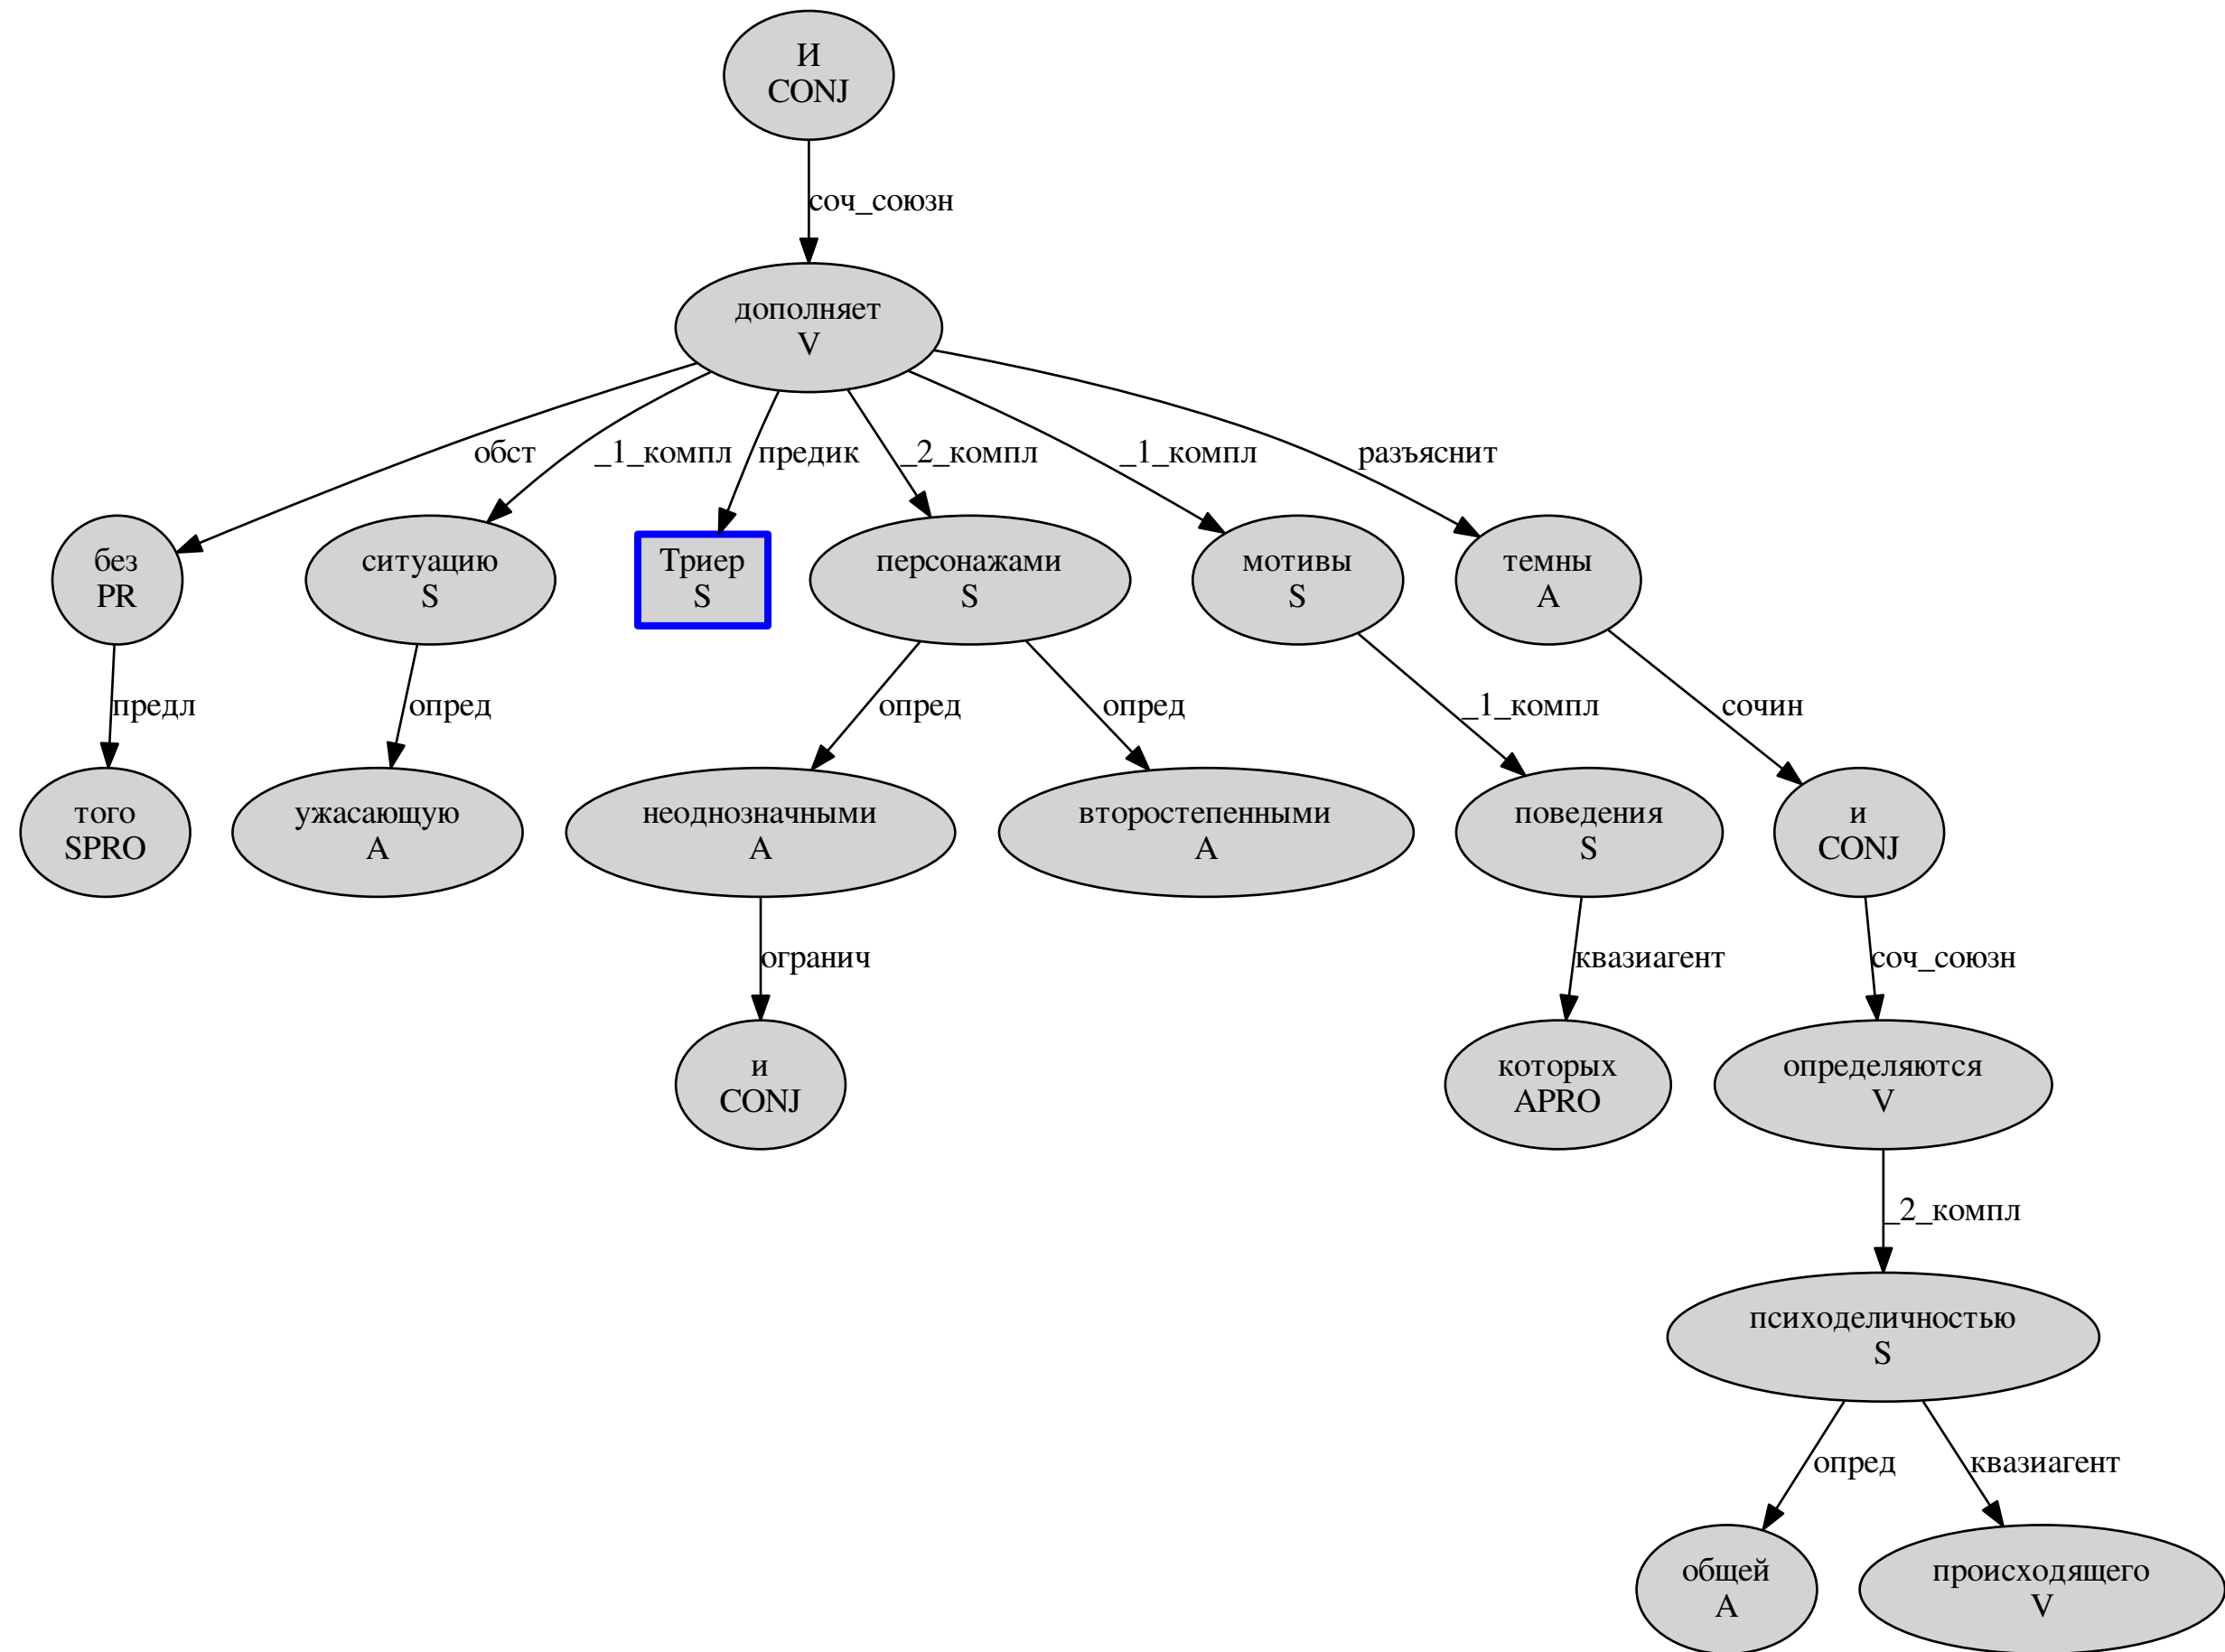 И
CONJ
соч_союзн
дополняет
V
обст
_1_компл
предик
_2_компл
_1_компл
разъяснит
без
PR
ситуацию
S
Триер
S
персонажами
S
мотивы
S
темны
A
предл
опред
опред
опред
_1_компл
сочин
того
SPRO
ужасающую
A
неоднозначными
A
второстепенными
A
поведения
S
и
CONJ
огранич
квазиагент
соч_союзн
и
CONJ
которых
APRO
определяются
V
_2_компл
психоделичностью
S
опред
квазиагент
общей
A
происходящего
V